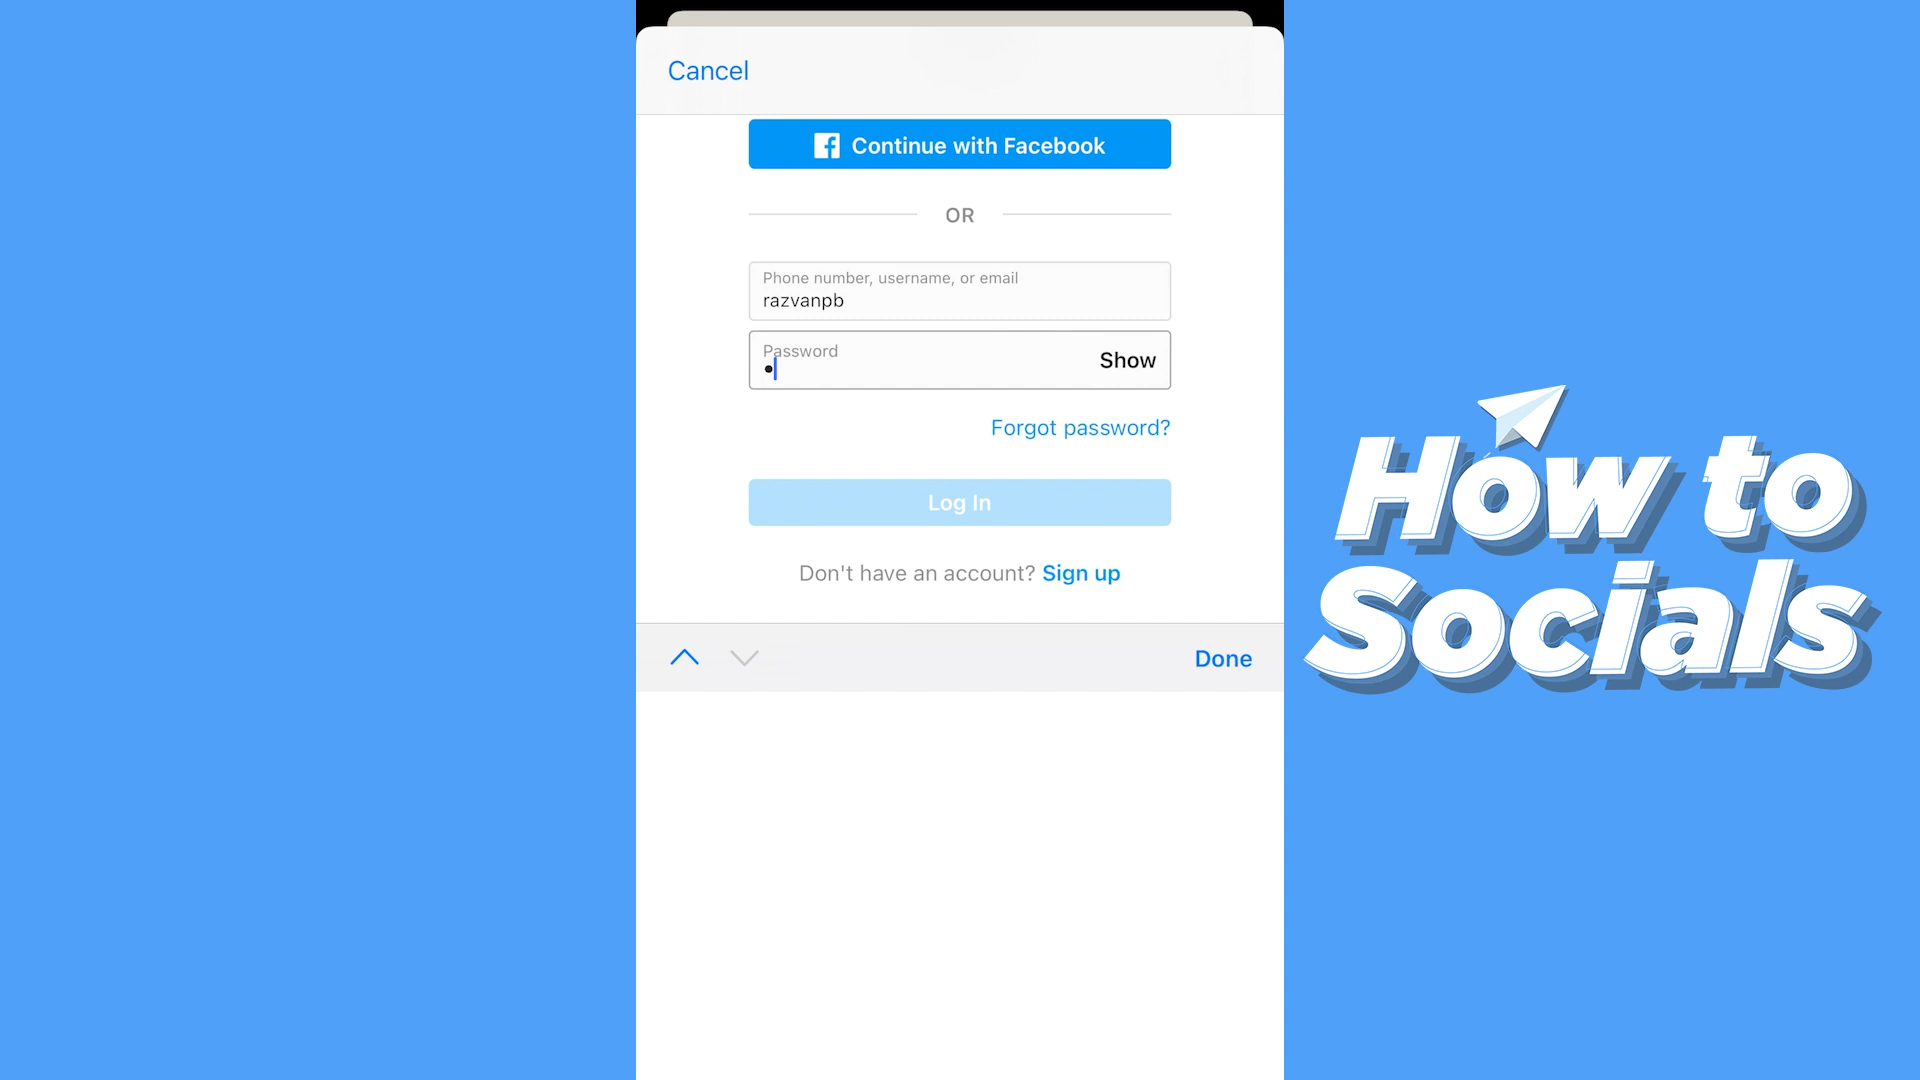 Cancel
Continue with Facebook
OR
Phone number, username, or email
razvanpb
Password
•
Show
Forgot password?
Log In
Don't have an account? Sign up
Done
How to
Socials